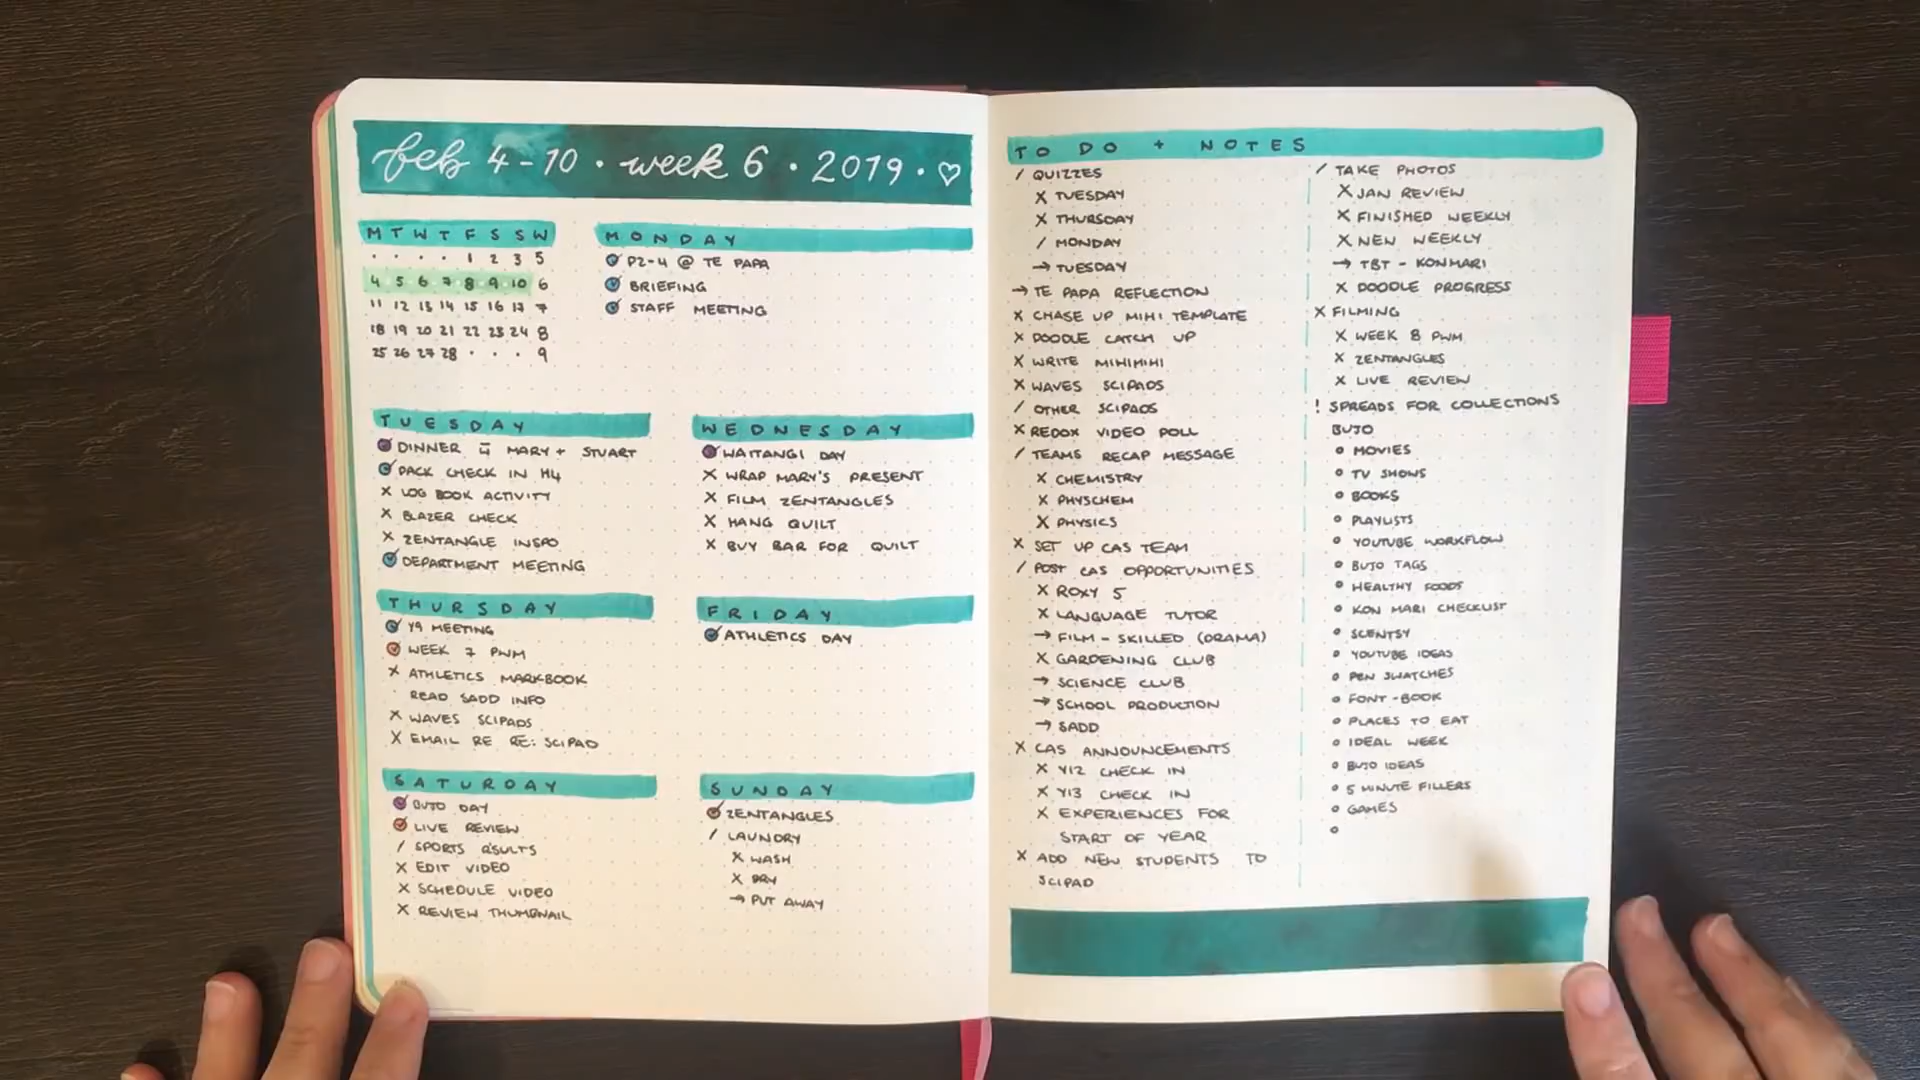 feb 4-10 · week 6 · 2019 · ♡
M T W T F S S W
· · · · 1 2 3 5
4 5 6 7 8 9 10 6
11 12 13 14 15 16 17 7
18 19 20 21 22 23 24 8
25 26 27 28 · · · 9
MONDAY
P2-4 @ TE PAPA
BRIEFING
STAFF MEETING
TUESDAY
DINNER MARY + STUART
PACK CHECK IN H4
X LOG BOOK ACTIVITY
X BLAZER CHECK
X ZENTANGLE INSPO
DEPARTMENT MEETING
WEDNESDAY
WAITANGI DAY
X WRAP MARY'S PRESENT
X FILM ZENTANGLES
X HANG QUILT
X BUY BAR FOR QUILT
THURSDAY
Y9 MEETING
WEEK 7 PWM
X ATHLETICS MARKBOOK
· READ SADD INFO
X WAVES SCIPADS
X EMAIL RE RE: SCIPAD
FRIDAY
ATHLETICS DAY
SATURDAY
BUJO DAY
LIVE REVIEW
/ SPORTS RSULTS
X EDIT VIDEO
X SCHEDULE VIDEO
X REVIEW THUMBNAIL
SUNDAY
ZENTANGLES
/ LAUNDRY
X WASH
X DRY
→ PUT AWAY
TO DO + NOTES
/ QUIZZES
X TUESDAY
X THURSDAY
/ MONDAY
→ TUESDAY
→ TE PAPA REFLECTION
X CHASE UP MIHI TEMPLATE
X DOODLE CATCH UP
X WRITE MIHIMIHI
X WAVES SCIPADS
/ OTHER SCIPADS
X REDOX VIDEO POLL
/ TEAMS RECAP MESSAGE
X CHEMISTRY
X PHYSCHEM
X PHYSICS
X SET UP CAS TEAM
/ POST CAS OPPORTUNITIES
X ROXY 5
X LANGUAGE TUTOR
→ FILM - SKILLED (DRAMA)
X GARDENING CLUB
→ SCIENCE CLUB
→ SCHOOL PRODUCTION
→ SADD
X CAS ANNOUNCEMENTS
X Y12 CHECK IN
X Y13 CHECK IN
X EXPERIENCES FOR
START OF YEAR
X ADD NEW STUDENTS TO
SCIPAD
/ TAKE PHOTOS
X JAN REVIEW
X FINISHED WEEKLY
X NEW WEEKLY
→ TBT - KONMARI
X DOODLE PROGRESS
X FILMING
X WEEK 8 PWM
X ZENTANGLES
X LIVE REVIEW
! SPREADS FOR COLLECTIONS
BUJO
• MOVIES
• TV SHOWS
• BOOKS
• PLAYLISTS
• YOUTUBE WORKFLOW
• BUJO TAGS
• HEALTHY FOODS
• KON MARI CHECKLIST
• SCENTSY
• YOUTUBE IDEAS
• PEN SWATCHES
• FONT-BOOK
• PLACES TO EAT
• IDEAL WEEK
• BUJO IDEAS
• 5 MINUTE FILLERS
• GAMES
•